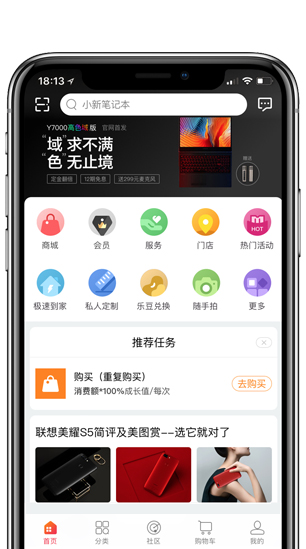 18:13
小新笔记本
Y7000高色域版 官网首发
“域”求不满
“色”无止境
定金翻倍 12期免息 送299元麦克风
赠送
商城 会员 服务 门店 热门活动
HOT
极速到家 私人定制 乐豆兑换 随手拍 更多
推荐任务
购买（重复购买）
消费额*100%成长值/每次
去购买
联想美耀S5简评及美图赏--选它就对了
首页 分类 社区 购物车 我的